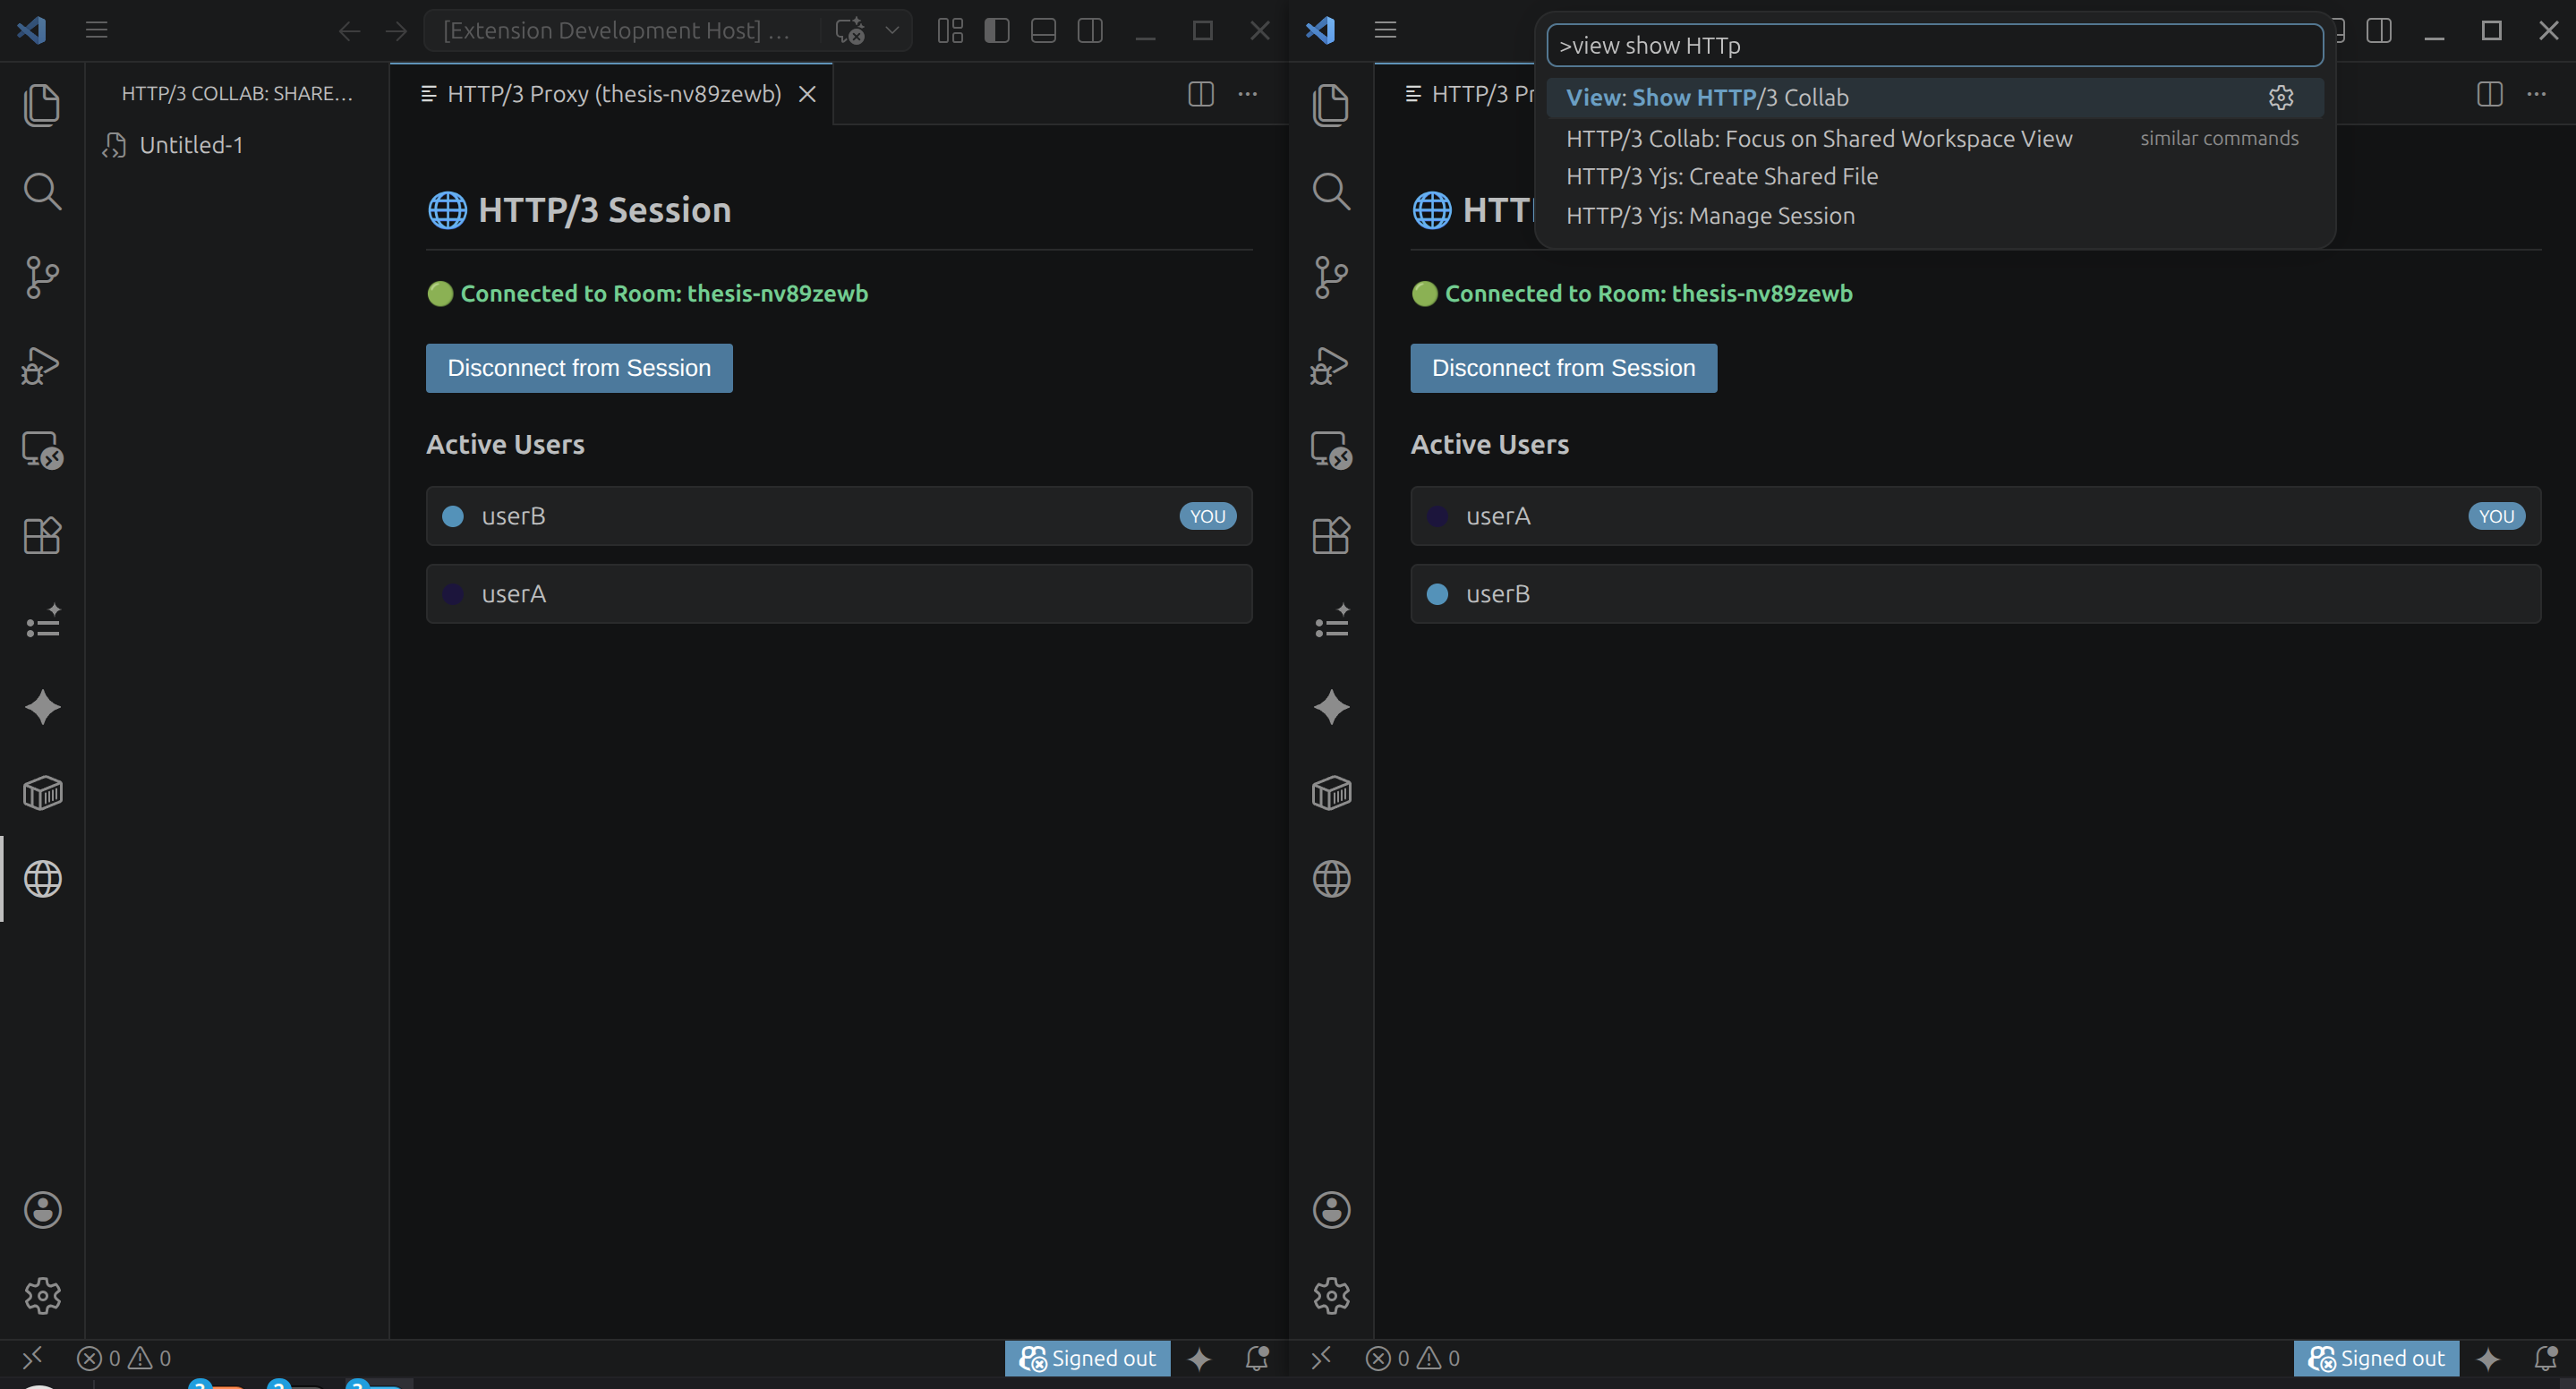 [Extension Development Host] ...
HTTP/3 COLLAB: SHARE...
Untitled-1
HTTP/3 Proxy (thesis-nv89zewb)
HTTP/3 Session
Connected to Room: thesis-nv89zewb
Disconnect from Session
Active Users
userB
YOU
userA
0
0
Signed out
>view show HTTp
View: Show HTTP/3 Collab
HTTP/3 Collab: Focus on Shared Workspace View
similar commands
HTTP/3 Yjs: Create Shared File
HTTP/3 Yjs: Manage Session
HTTP/3 Pr
HTT
Connected to Room: thesis-nv89zewb
Disconnect from Session
Active Users
userA
YOU
userB
0
0
Signed out